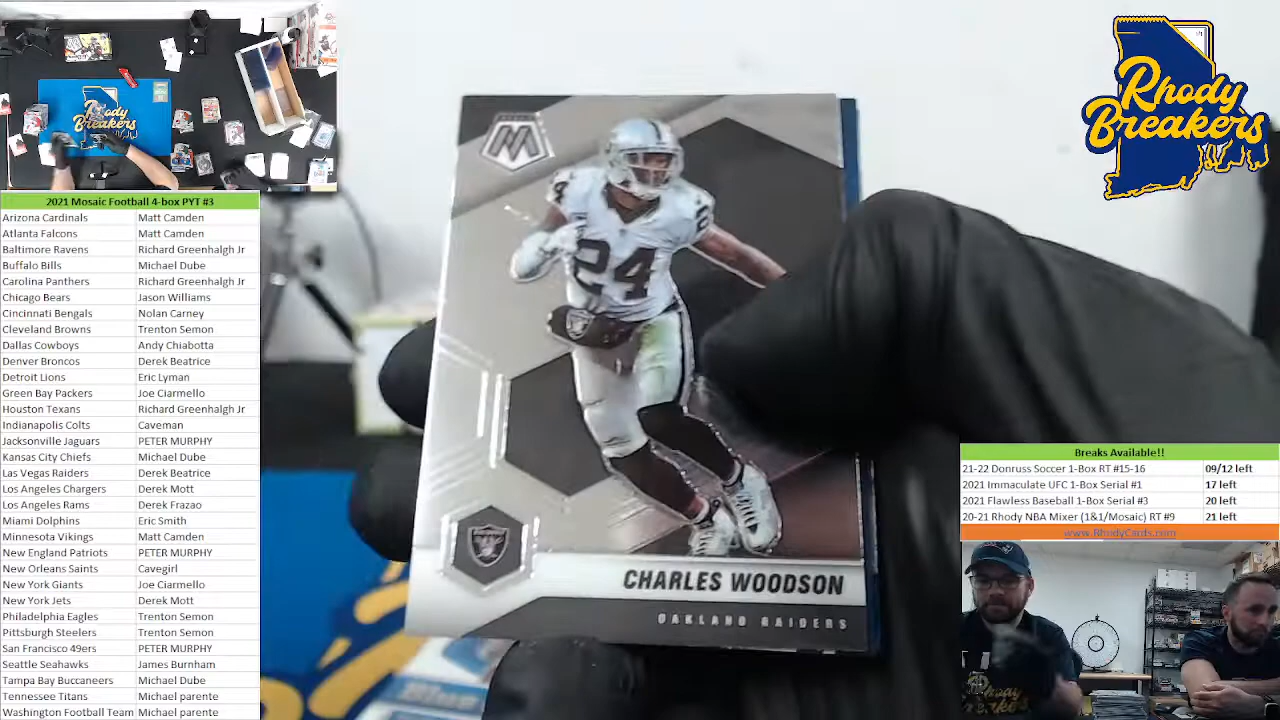 Rhody
Breakers
2021 Mosaic Football 4-box PYT #3
Arizona Cardinals Matt Camden
Atlanta Falcons Matt Camden
Baltimore Ravens Richard Greenhalgh Jr
Buffalo Bills Michael Dube
Carolina Panthers Richard Greenhalgh Jr
Chicago Bears Jason Williams
Cincinnati Bengals Nolan Carney
Cleveland Browns Trenton Semon
Dallas Cowboys Andy Chiabotta
Denver Broncos Derek Beatrice
Detroit Lions Eric Lyman
Green Bay Packers Joe Ciarmello
Houston Texans Richard Greenhalgh Jr
Indianapolis Colts Caveman
Jacksonville Jaguars PETER MURPHY
Kansas City Chiefs Michael Dube
Las Vegas Raiders Derek Beatrice
Los Angeles Chargers Derek Mott
Los Angeles Rams Derek Frazao
Miami Dolphins Eric Smith
Minnesota Vikings Matt Camden
New England Patriots PETER MURPHY
New Orleans Saints Cavegirl
New York Giants Joe Ciarmello
New York Jets Derek Mott
Philadelphia Eagles Trenton Semon
Pittsburgh Steelers Trenton Semon
San Francisco 49ers PETER MURPHY
Seattle Seahawks James Burnham
Tampa Bay Buccaneers Michael Dube
Tennessee Titans Michael parente
Washington Football Team Michael parente
M
24
24
CHARLES WOODSON
OAKLAND RAIDERS
Rhody
Breakers
Breaks Available!!
21-22 Donruss Soccer 1-Box RT #15-16 09/12 left
2021 Immaculate UFC 1-Box Serial #1 17 left
2021 Flawless Baseball 1-Box Serial #3 20 left
20-21 Rhody NBA Mixer (1&1/Mosaic) RT #9 21 left
www.RhodyCards.com
Rhody
Breakers